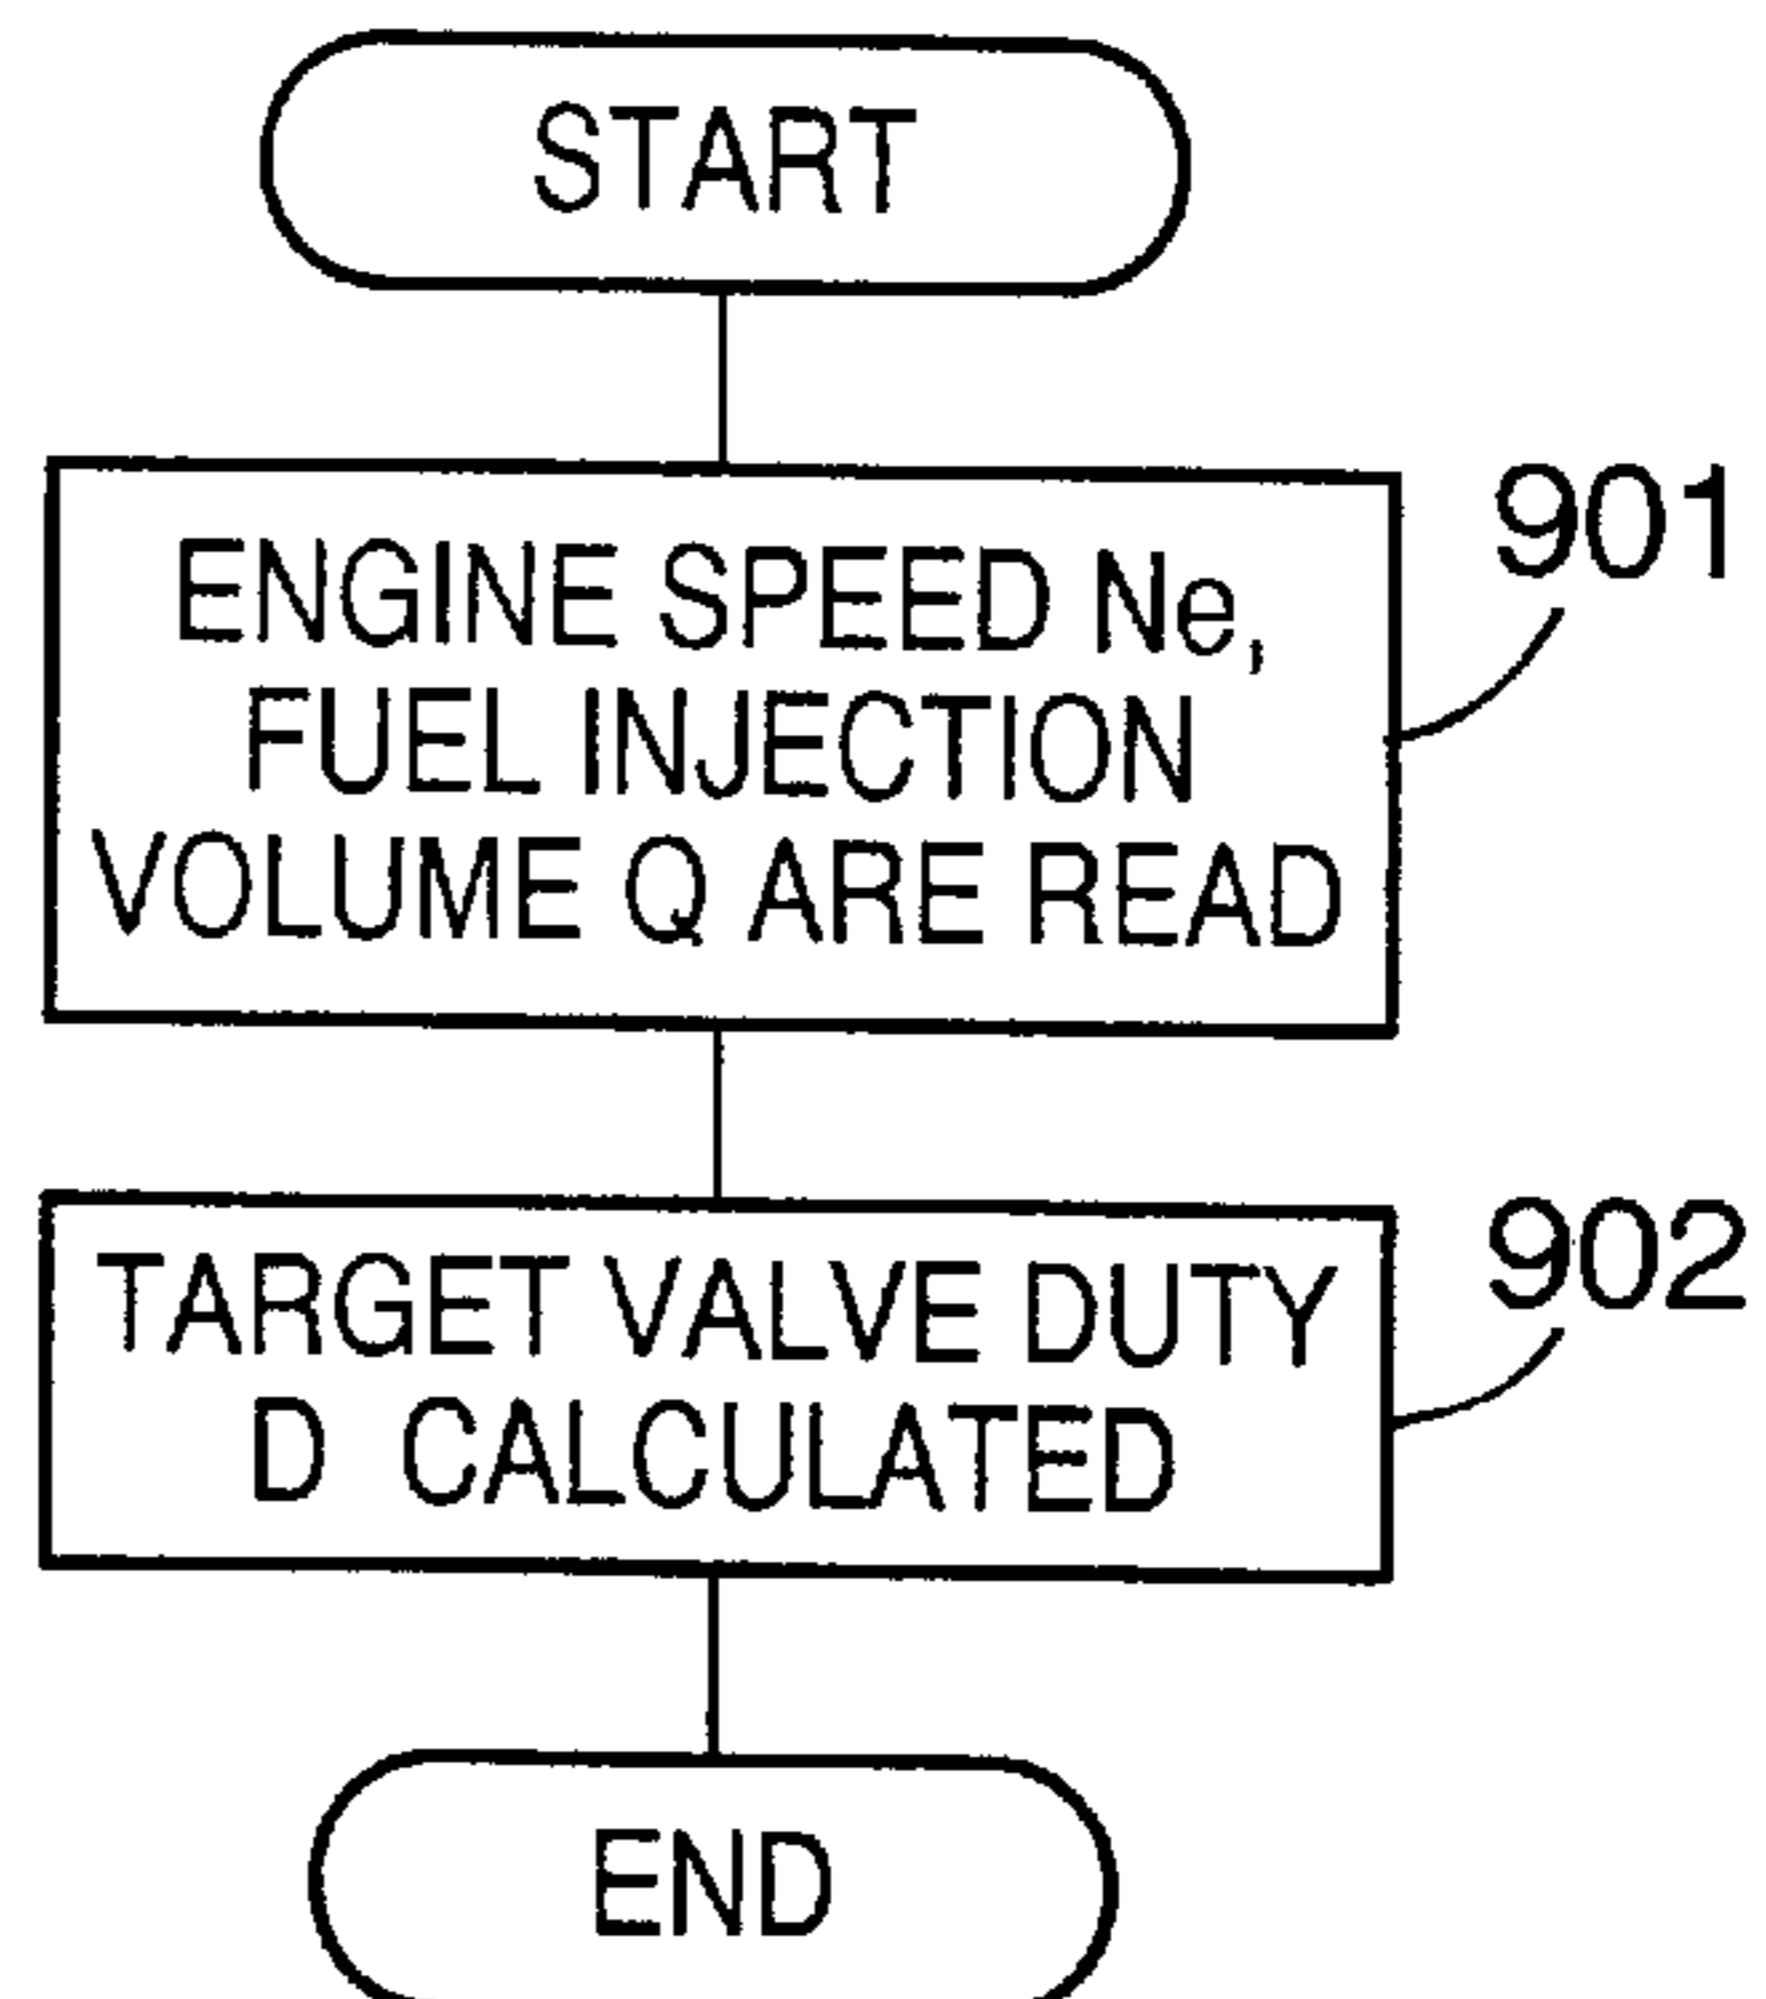 START
901
ENGINE SPEED Ne,
FUEL INJECTION
VOLUME Q ARE READ
902
TARGET VALVE DUTY
D CALCULATED
END